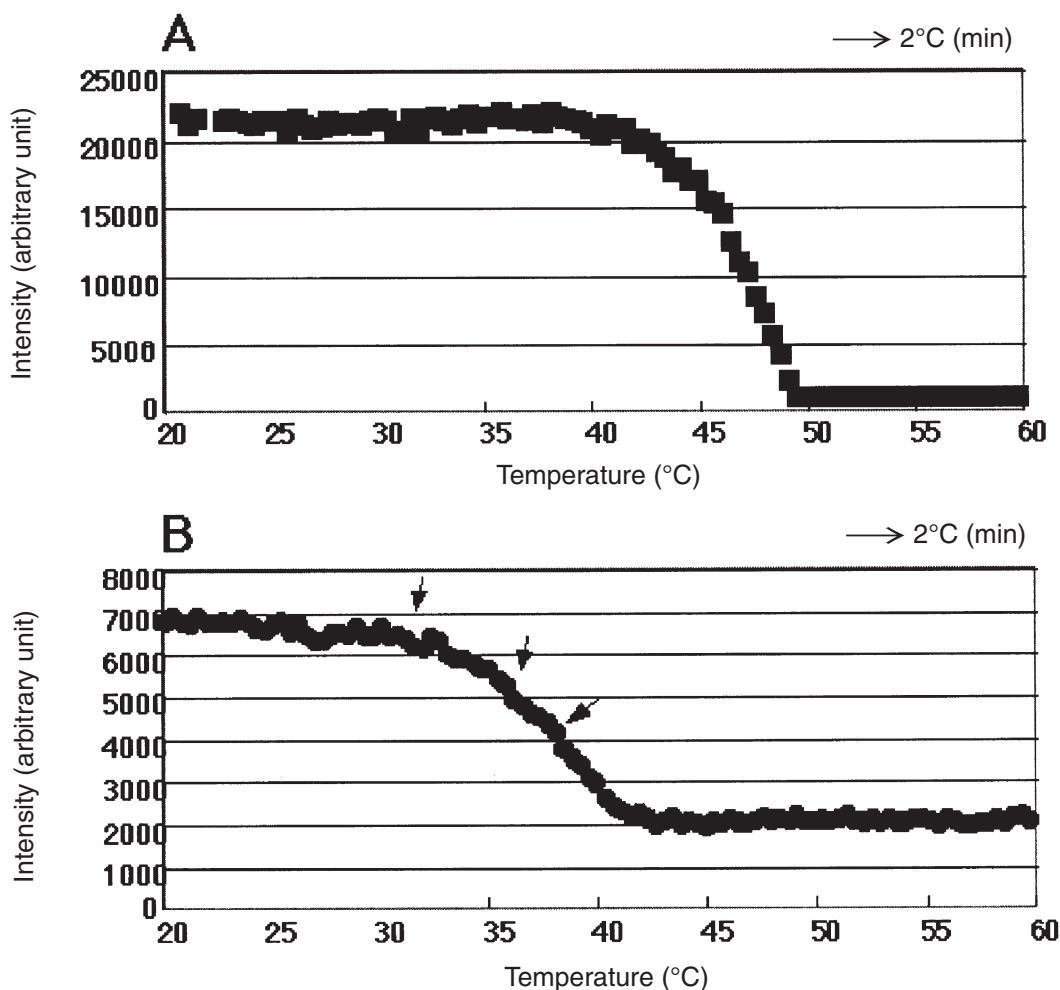 A
→ 2°C (min)
Intensity (arbitrary unit)
25000
20000
15000
10000
5000
0
20 25 30 35 40 45 50 55 60
Temperature (°C)
B
→ 2°C (min)
Intensity (arbitrary unit)
8000
7000
6000
5000
4000
3000
2000
1000
0
20 25 30 35 40 45 50 55 60
Temperature (°C)